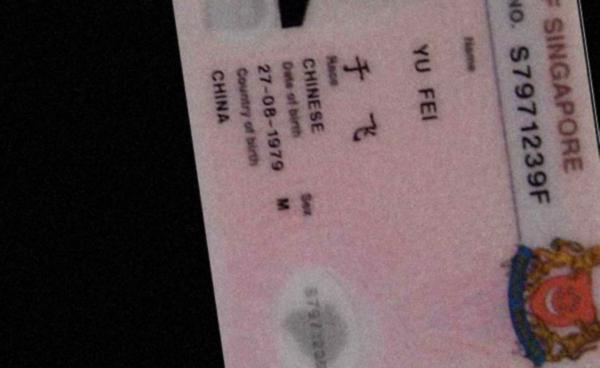 F SINGAPORE
NO. S7971239F
Name
YU FEI
于 飞
Race
CHINESE
Date of birth Sex
27-08-1979 M
Country of birth
CHINA